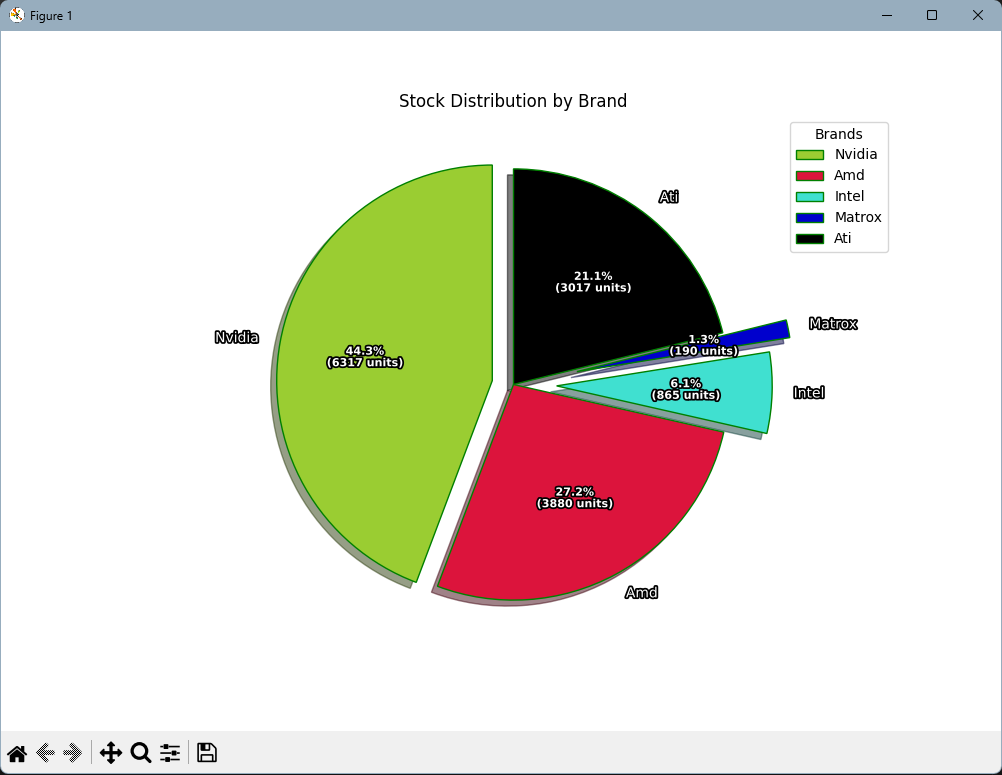 Figure 1
Stock Distribution by Brand
Brands
Nvidia
Amd
Intel
Matrox
Ati
Ati
21.1%
(3017 units)
Matrox
1.3%
(190 units)
Nvidia
44.3%
(6317 units)
6.1%
(865 units)
Intel
27.2%
(3880 units)
Amd